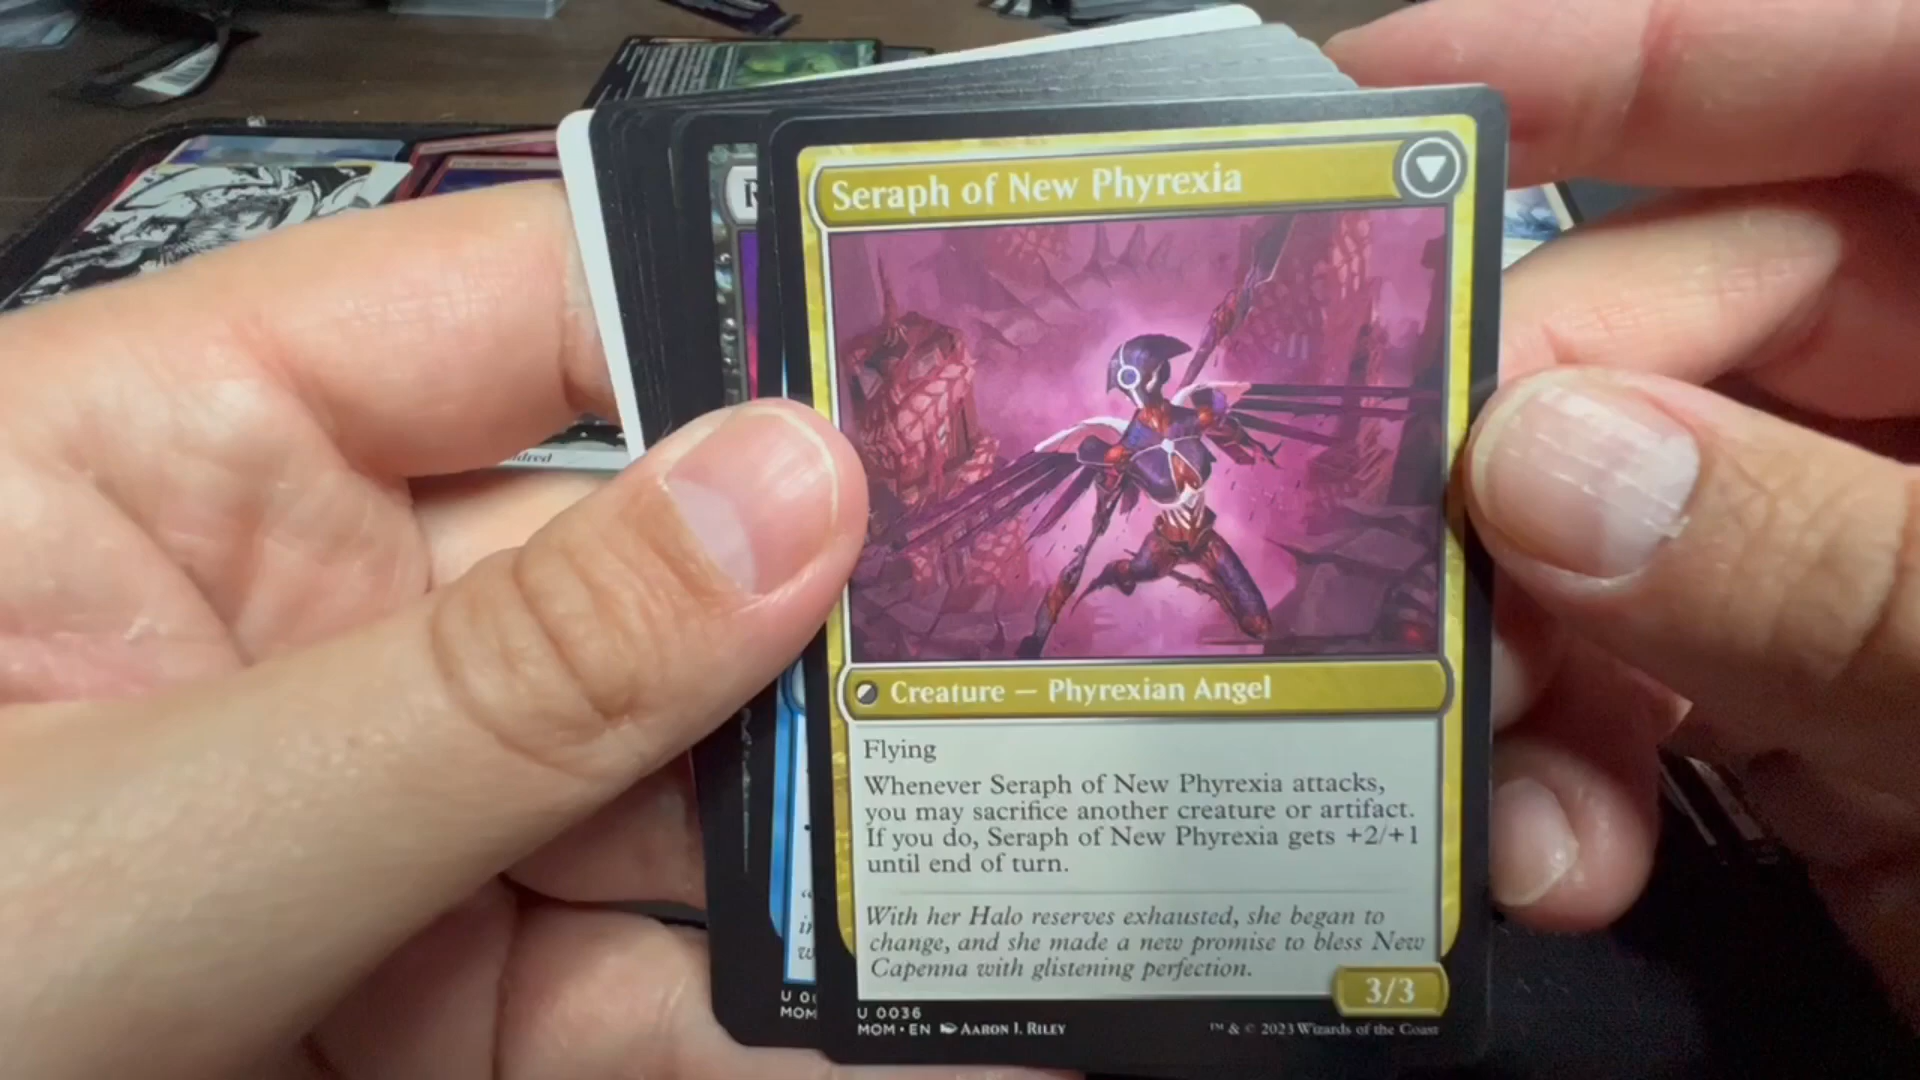 Seraph of New Phyrexia
Creature — Phyrexian Angel
Flying
Whenever Seraph of New Phyrexia attacks,
you may sacrifice another creature or artifact.
If you do, Seraph of New Phyrexia gets +2/+1
until end of turn.
With her Halo reserves exhausted, she began to
change, and she made a new promise to bless New
Capenna with glistening perfection.
3/3
U 0036
MOM • EN Aaron J. Riley
™ & © 2023 Wizards of the Coast
U
MOM